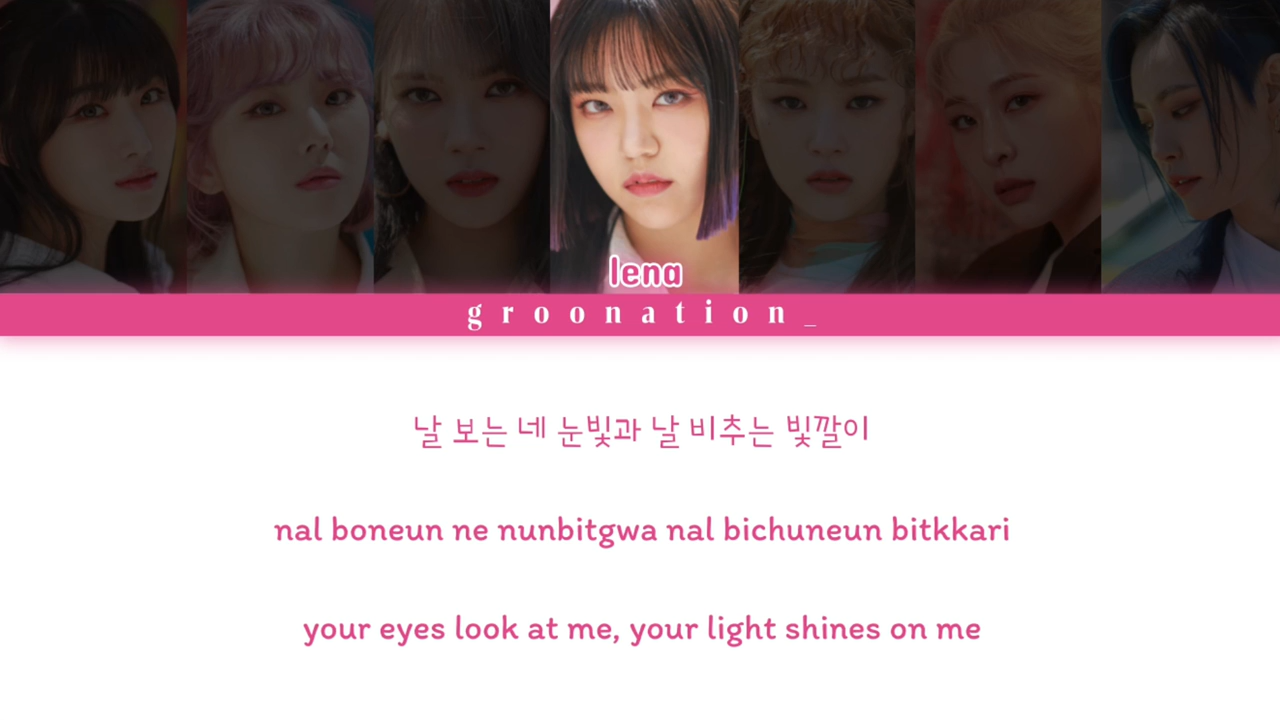 lena
groonation_
날 보는 네 눈빛과 날 비추는 빛깔이
nal boneun ne nunbitgwa nal bichuneun bitkkari
your eyes look at me, your light shines on me